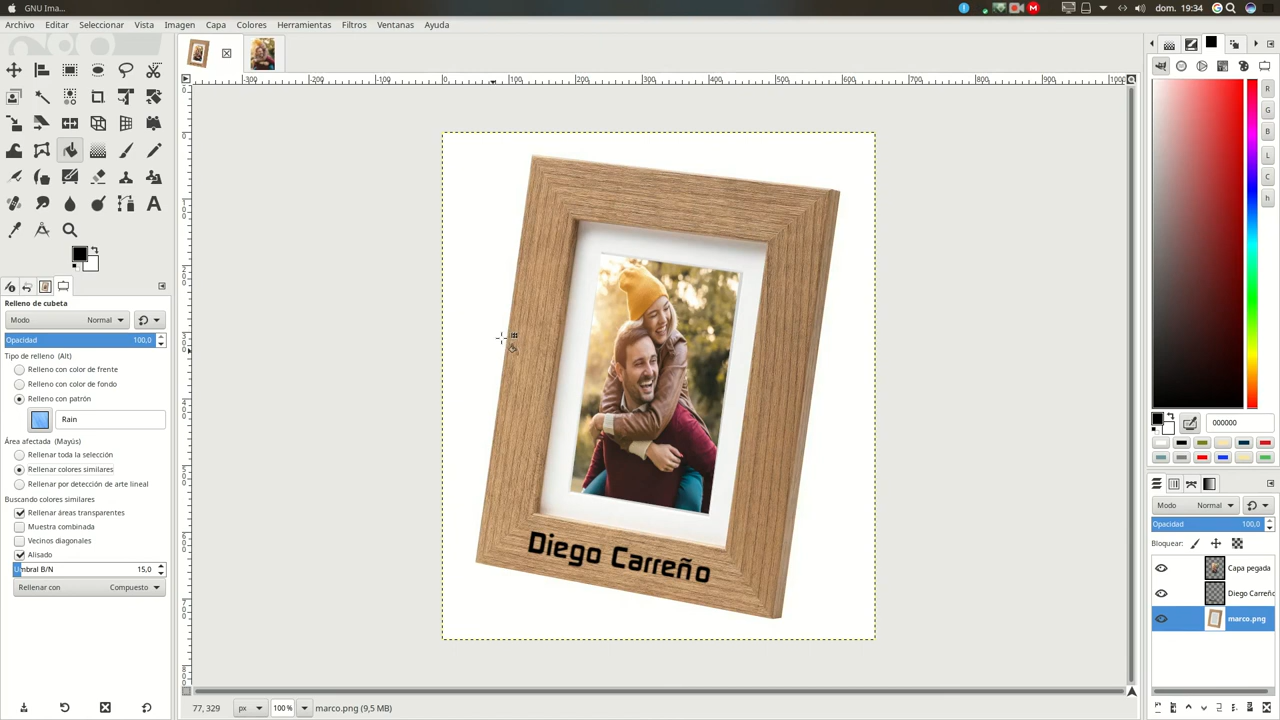 GNU Ima...
dom. 19:34
Archivo Editar Seleccionar Vista Imagen Capa Colores Herramientas Filtros Ventanas Ayuda
Relleno de cubeta
Modo Normal
Opacidad 100,0
Tipo de relleno (Alt)
Relleno con color de frente
Relleno con color de fondo
Relleno con patrón
Rain
Área afectada (Mayús)
Rellenar toda la selección
Rellenar colores similares
Rellenar por detección de arte lineal
Buscando colores similares
Rellenar áreas transparentes
Muestra combinada
Vecinos diagonales
Alisado
Umbral B/N 15,0
Rellenar con Compuesto
Diego Carreño
77, 329 px 100 % marco.png (9,5 MB)
R
G
B
L
C
h
000000
Modo Normal
Opacidad 100,0
Bloquear:
Capa pegada
Diego Carreño
marco.png